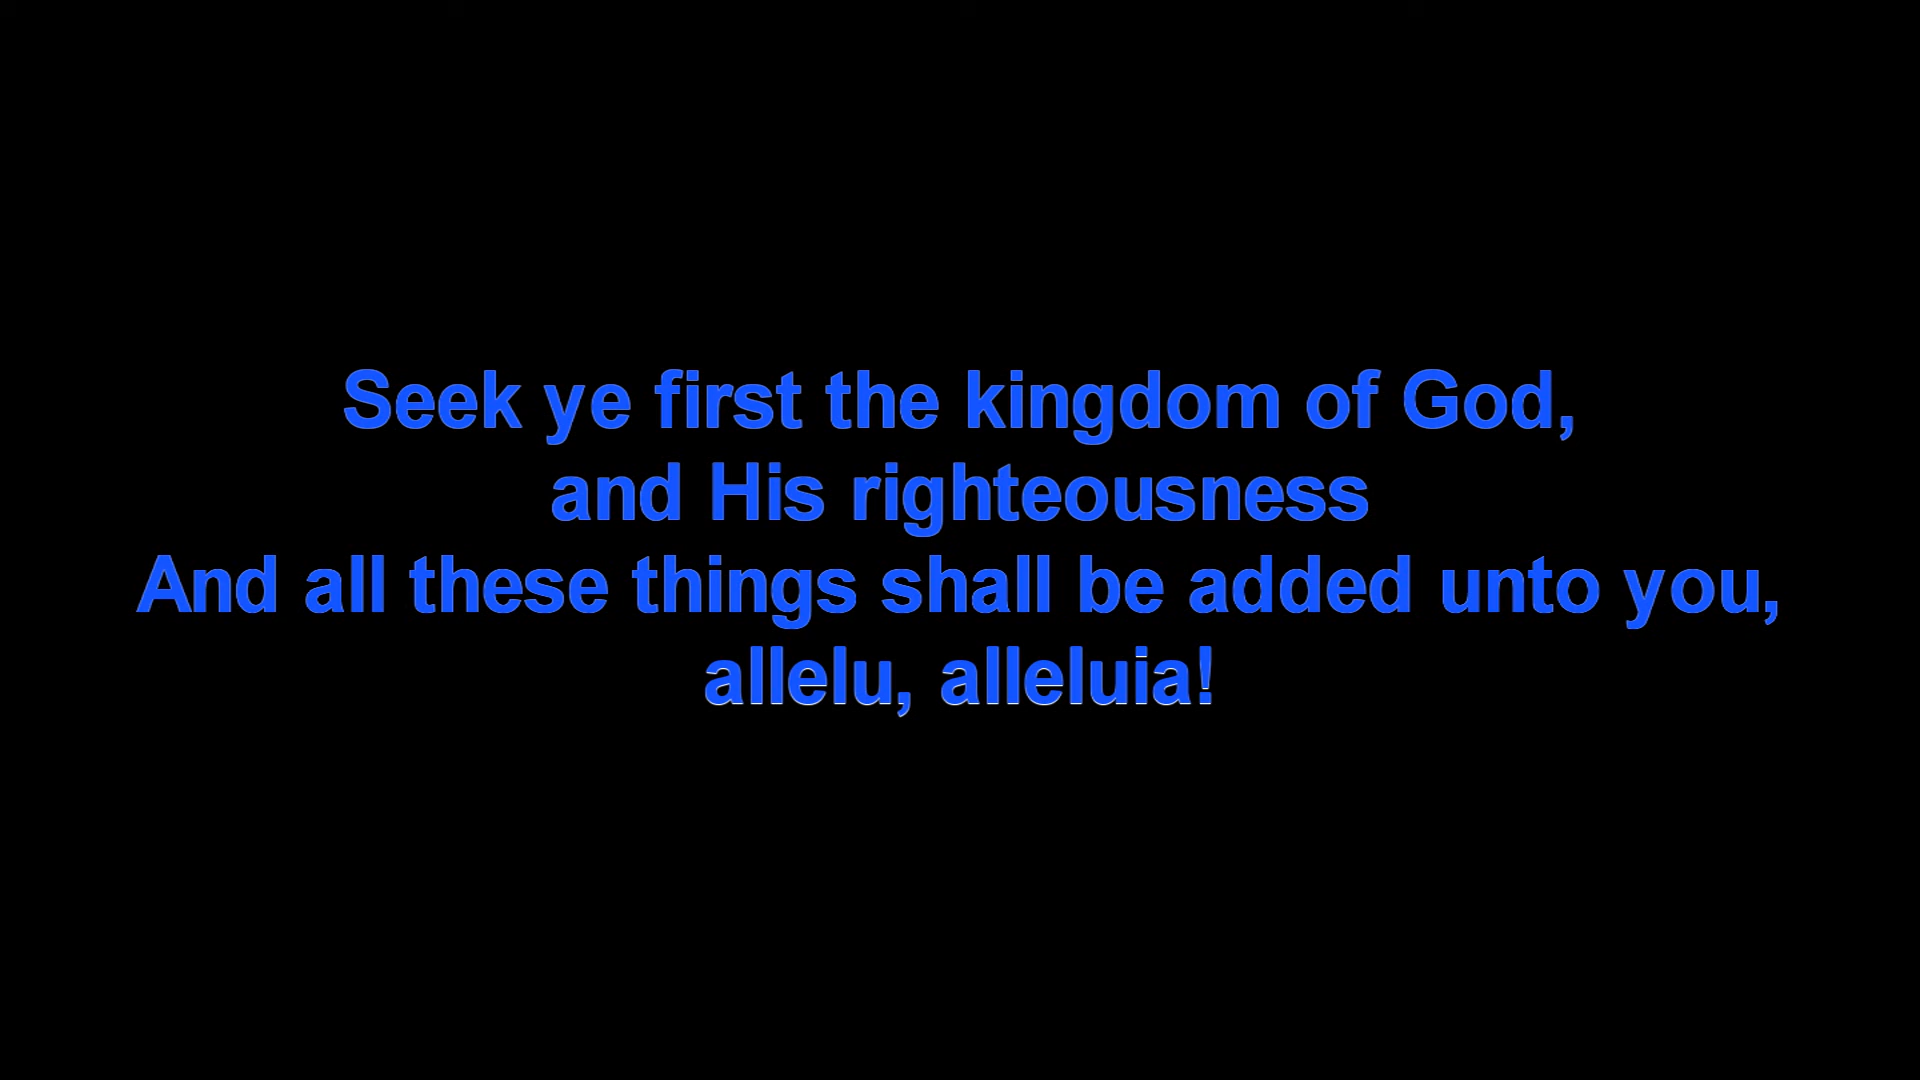 Seek ye first the kingdom of God,
and His righteousness
And all these things shall be added unto you,
allelu, alleluia!